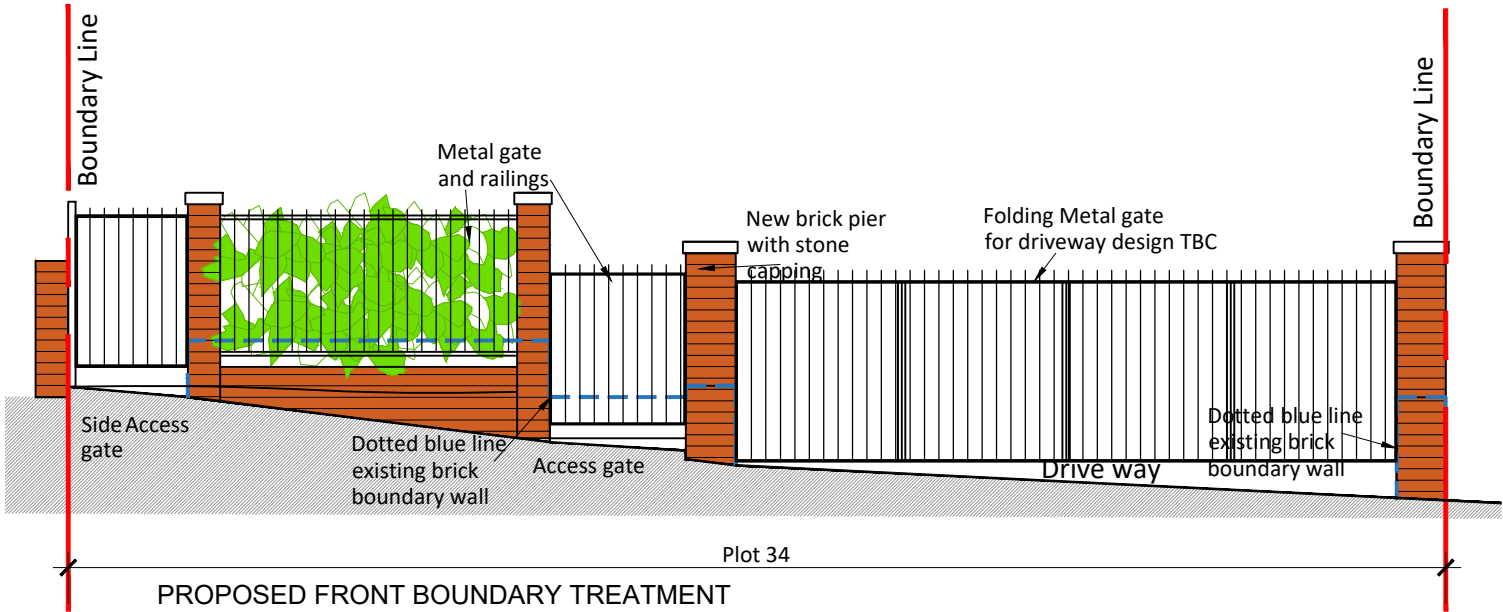 Boundary Line
Boundary Line
Metal gate
and railings
New brick pier
with stone
capping
Folding Metal gate
for driveway design TBC
Side Access
gate
Dotted blue line
existing brick
boundary wall
Access gate
Drive way
Dotted blue line
existing brick
boundary wall
Plot 34
PROPOSED FRONT BOUNDARY TREATMENT